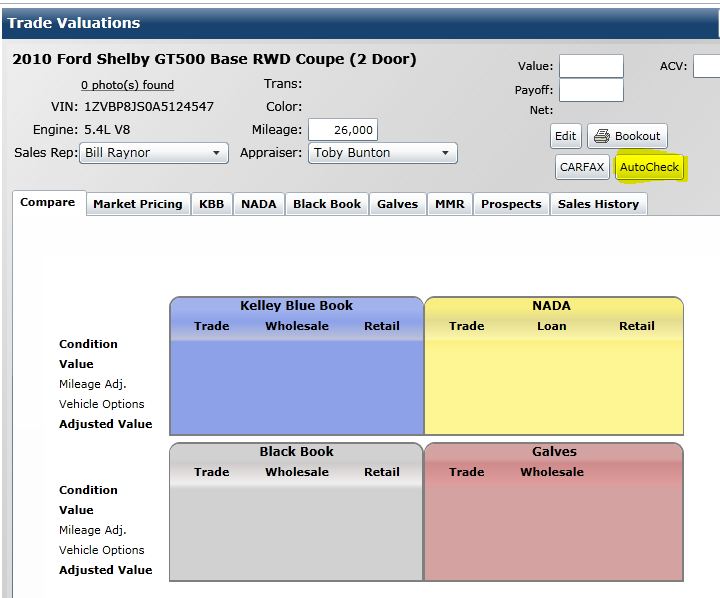 Trade Valuations
2010 Ford Shelby GT500 Base RWD Coupe (2 Door)
0 photo(s) found Trans: Value: ACV:
VIN: 1ZVBP8JS0A5124547 Color: Payoff:
Engine: 5.4L V8 Mileage: 26,000 Net:
Edit Bookout
Sales Rep: Bill Raynor Appraiser: Toby Bunton
CARFAX AutoCheck
Compare Market Pricing KBB NADA Black Book Galves MMR Prospects Sales History
Kelley Blue Book NADA
Trade Wholesale Retail Trade Loan Retail
Condition
Value
Mileage Adj.
Vehicle Options
Adjusted Value
Black Book Galves
Trade Wholesale Retail Trade Wholesale
Condition
Value
Mileage Adj.
Vehicle Options
Adjusted Value